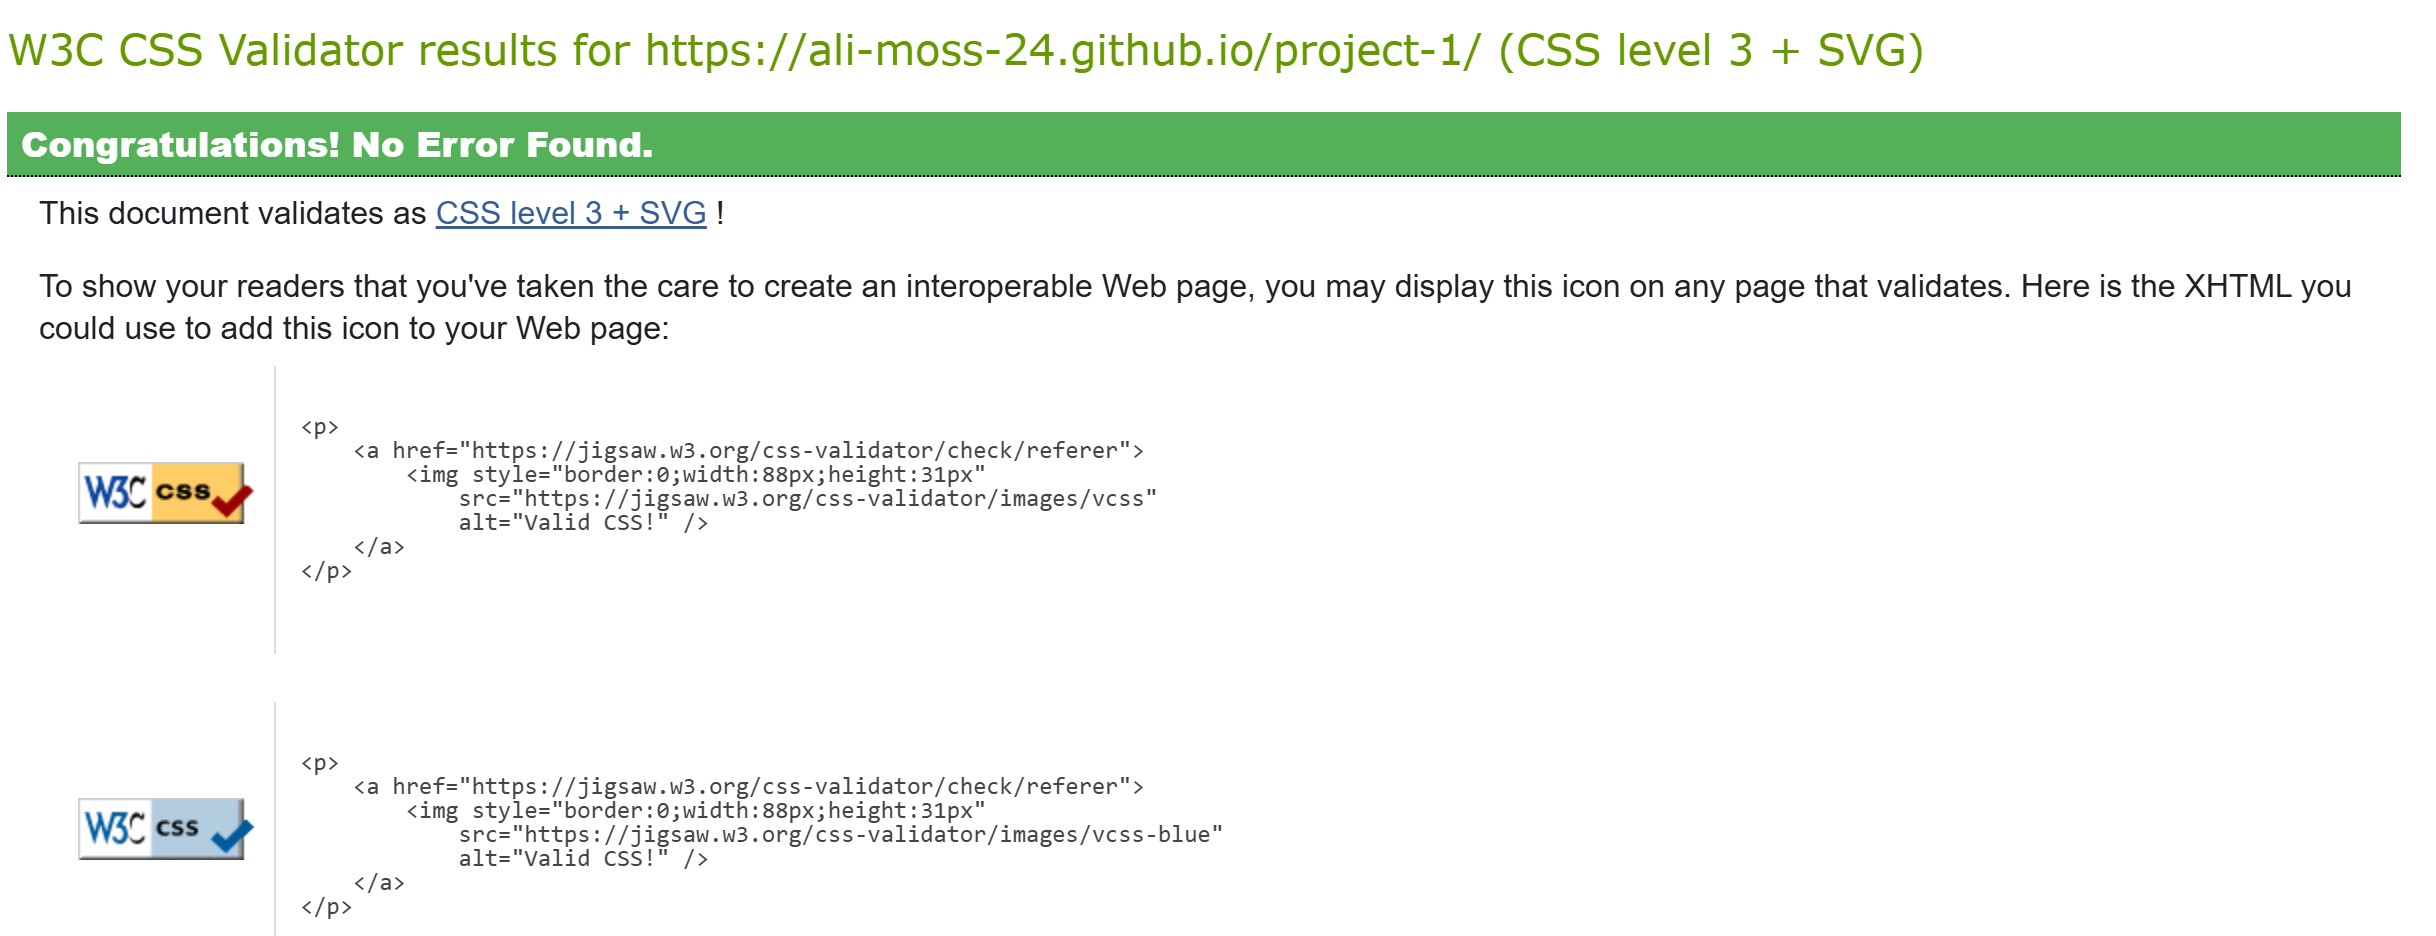 W3C CSS Validator results for https://ali-moss-24.github.io/project-1/ (CSS level 3 + SVG)
Congratulations! No Error Found.
This document validates as CSS level 3 + SVG !
To show your readers that you've taken the care to create an interoperable Web page, you may display this icon on any page that validates. Here is the XHTML you
could use to add this icon to your Web page:
W3C css
<p>
    <a href="https://jigsaw.w3.org/css-validator/check/referer">
        <img style="border:0;width:88px;height:31px"
            src="https://jigsaw.w3.org/css-validator/images/vcss"
            alt="Valid CSS!" />
    </a>
</p>
W3C css
<p>
    <a href="https://jigsaw.w3.org/css-validator/check/referer">
        <img style="border:0;width:88px;height:31px"
            src="https://jigsaw.w3.org/css-validator/images/vcss-blue"
            alt="Valid CSS!" />
    </a>
</p>